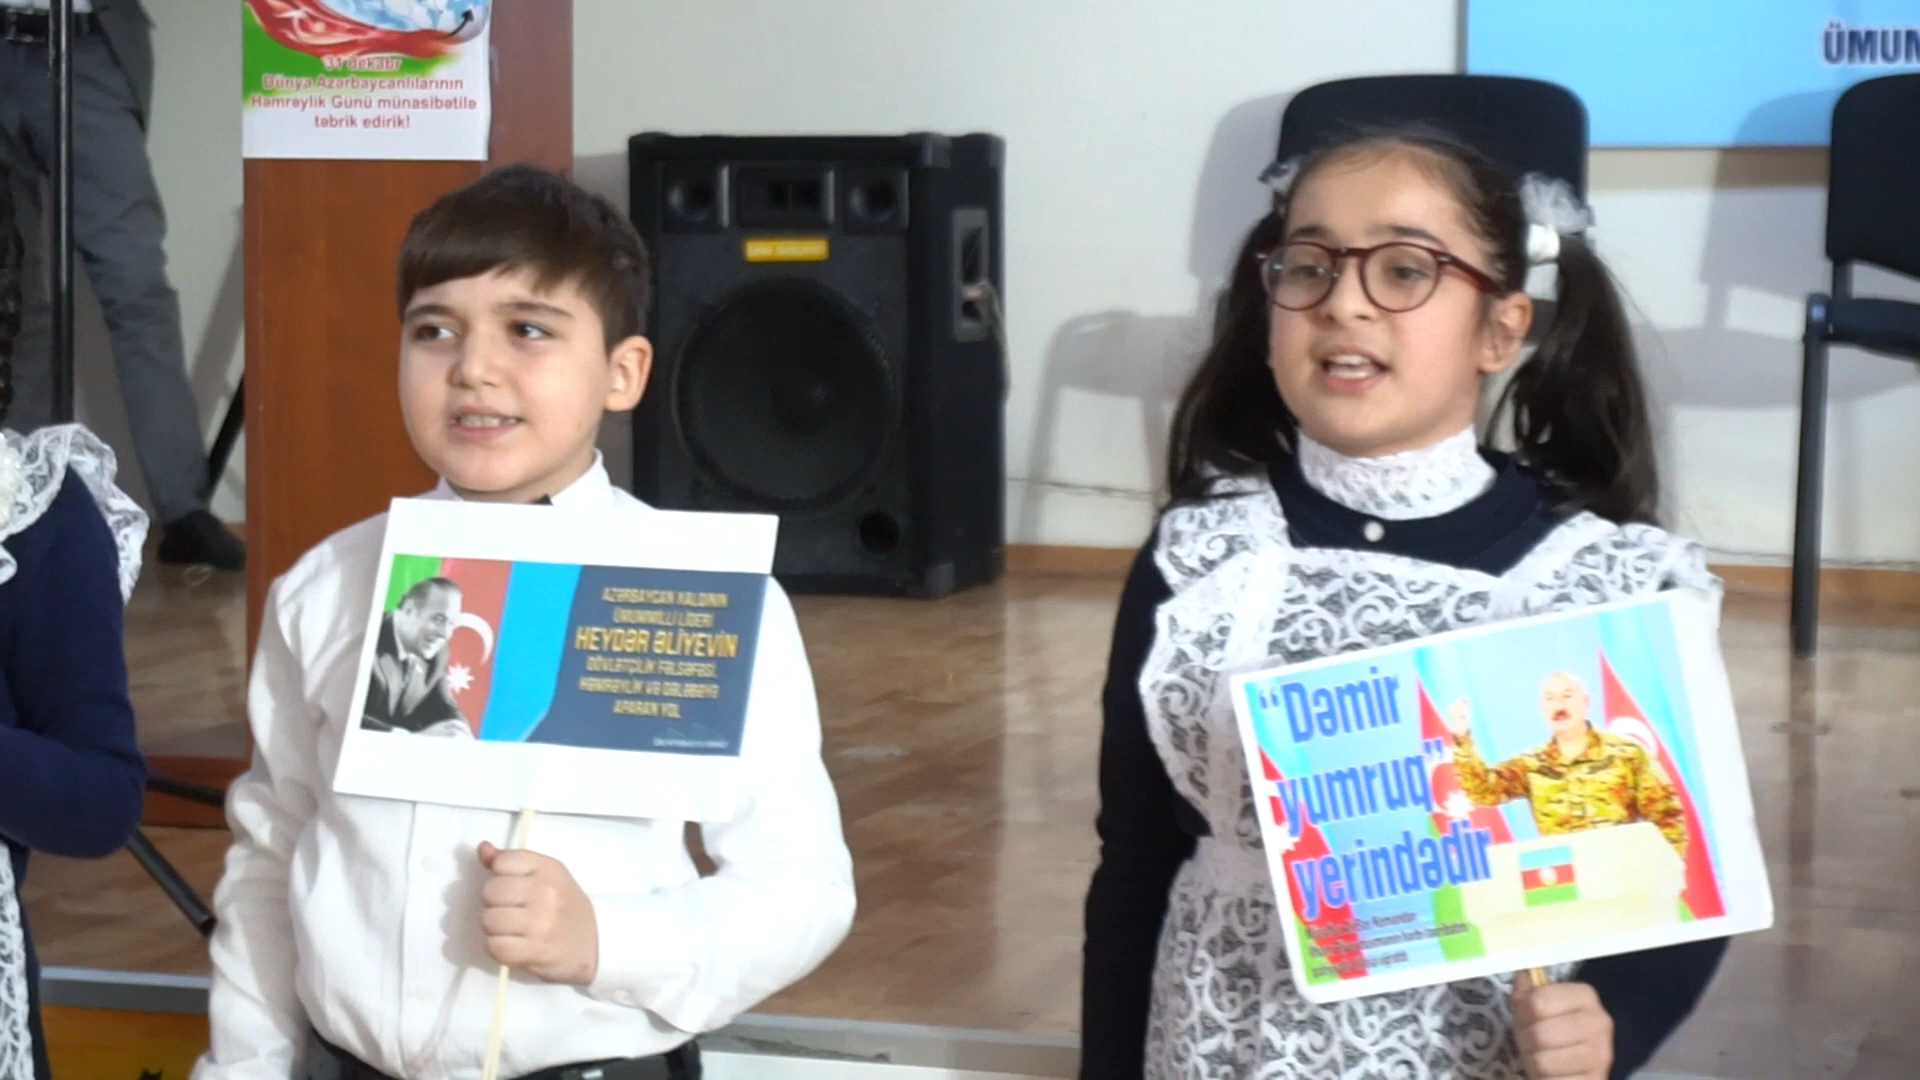 31 dekabr
Dünya Azərbaycanlılarının
Həmrəylik Günü münasibətilə
təbrik edirik!
ÜMUM
AZƏRBAYCAN XALQININ
ÜMUMMİLLİ LİDERİ
HEYDƏR ƏLİYEVİN
DÖVLƏTÇİLİK FƏLSƏFƏSİ,
HƏMRƏYLİK VƏ QƏLƏBƏYƏ
APARAN YOL
"Dəmir
yumruq"
yerindədir